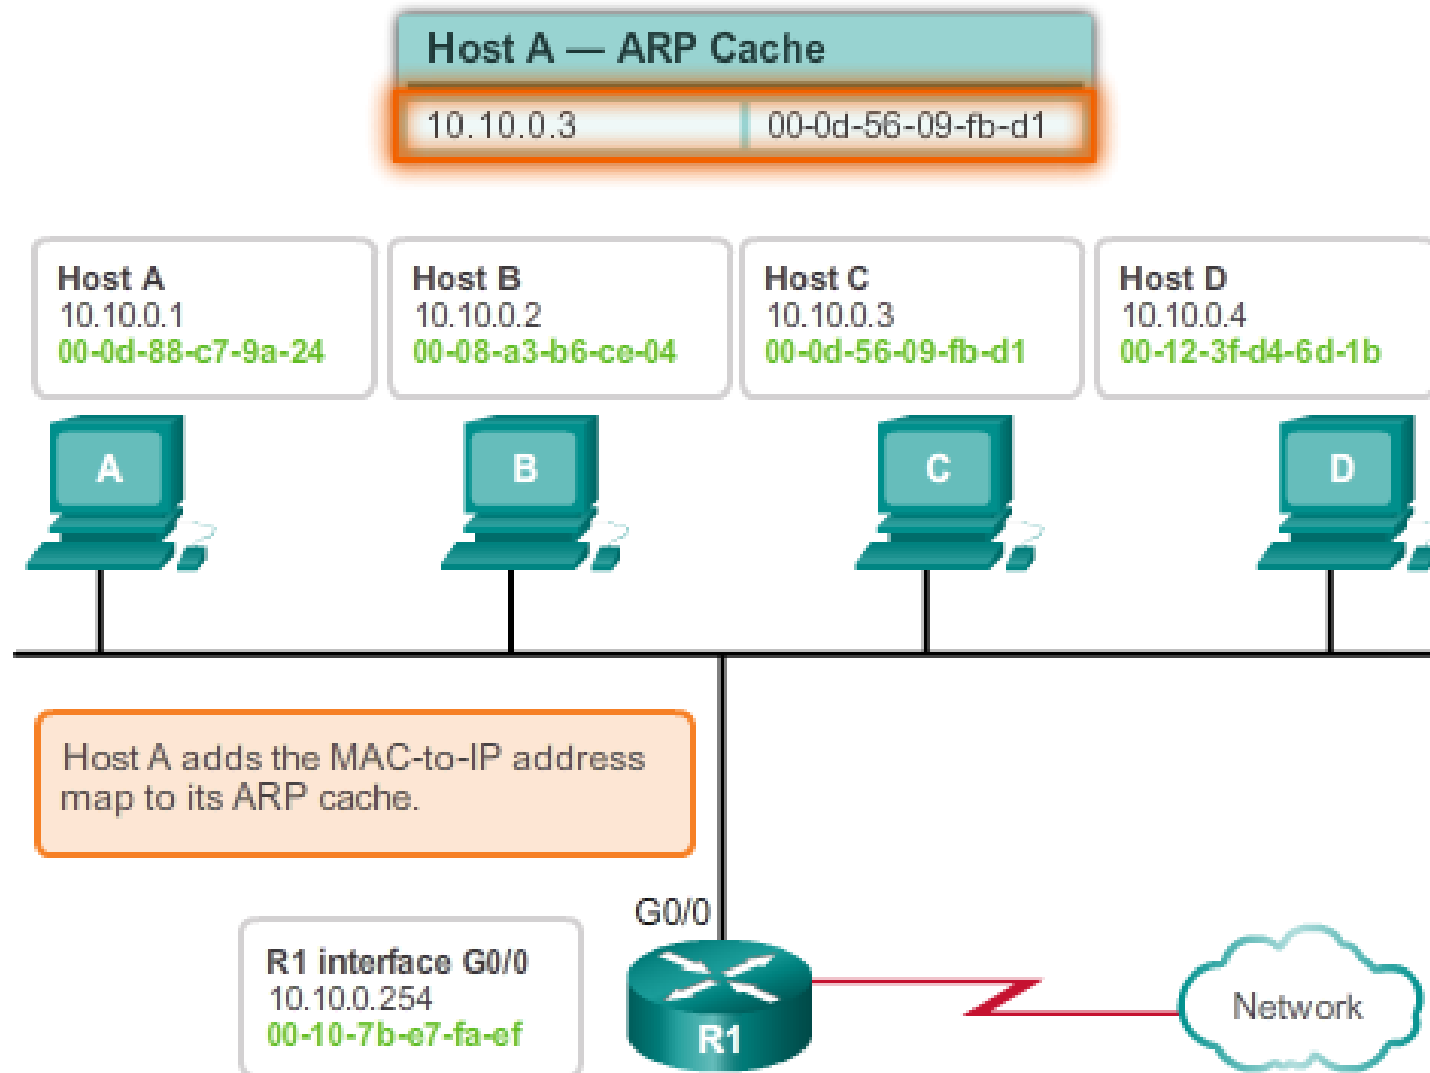 Host A — ARP Cache
10.10.0.3 00-0d-56-09-fb-d1
Host A
10.10.0.1
00-0d-88-c7-9a-24
Host B
10.10.0.2
00-08-a3-b6-ce-04
Host C
10.10.0.3
00-0d-56-09-fb-d1
Host D
10.10.0.4
00-12-3f-d4-6d-1b
A
B
C
D
Host A adds the MAC-to-IP address
map to its ARP cache.
G0/0
R1 interface G0/0
10.10.0.254
00-10-7b-e7-fa-ef
R1
Network